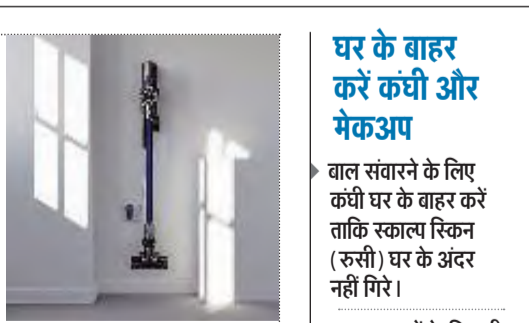 घर के बाहर
करें कंघी और
मेकअप
बाल संवारने के लिए
कंघी घर के बाहर करें
ताकि स्काल्प स्किन
(रुसी) घर के अंदर
नहीं गिरे।